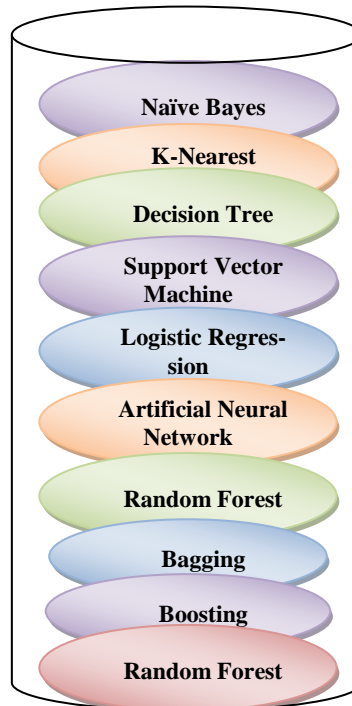 Naïve Bayes
K-Nearest
Decision Tree
Support Vector
Machine
Logistic Regres-
sion
Artificial Neural
Network
Random Forest
Bagging
Boosting
Random Forest